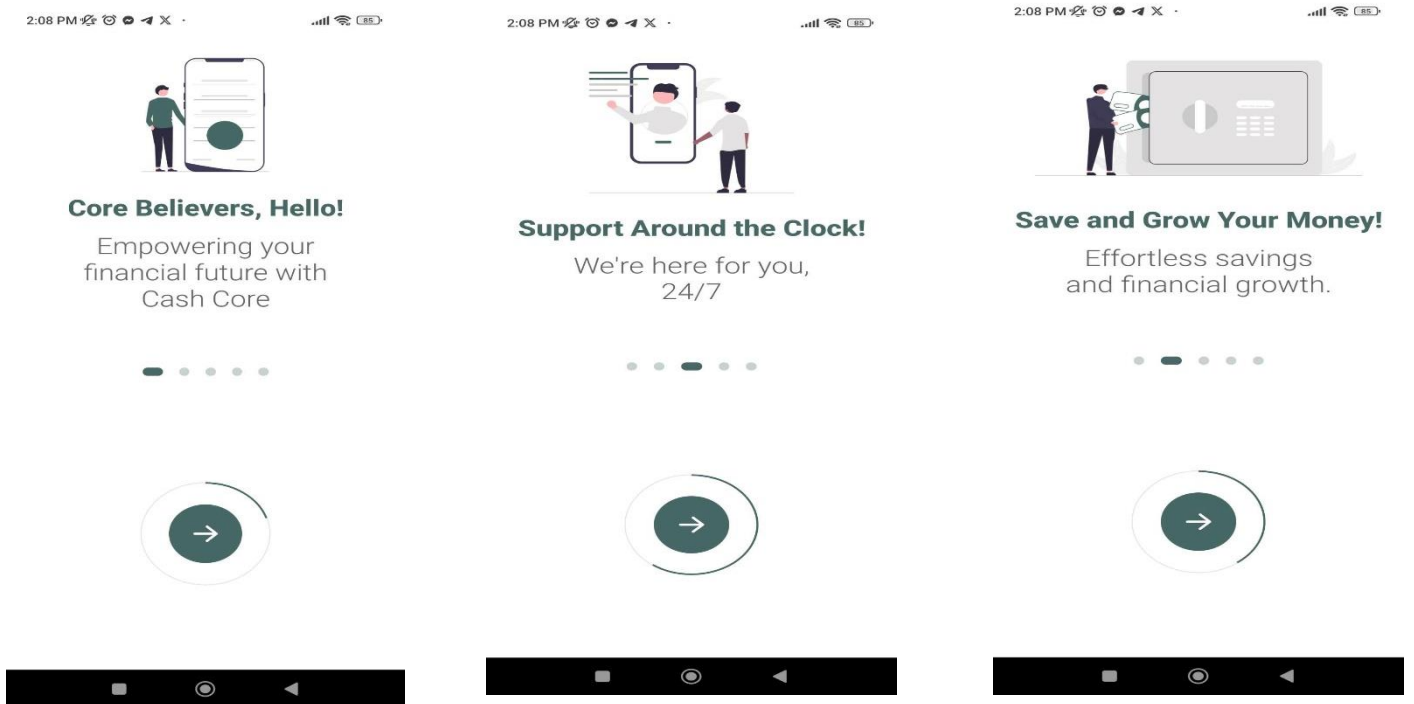 2:08 PM
85
Core Believers, Hello!
Empowering your
financial future with
Cash Core
2:08 PM
85
Support Around the Clock!
We're here for you,
24/7
2:08 PM
85
Save and Grow Your Money!
Effortless savings
and financial growth.